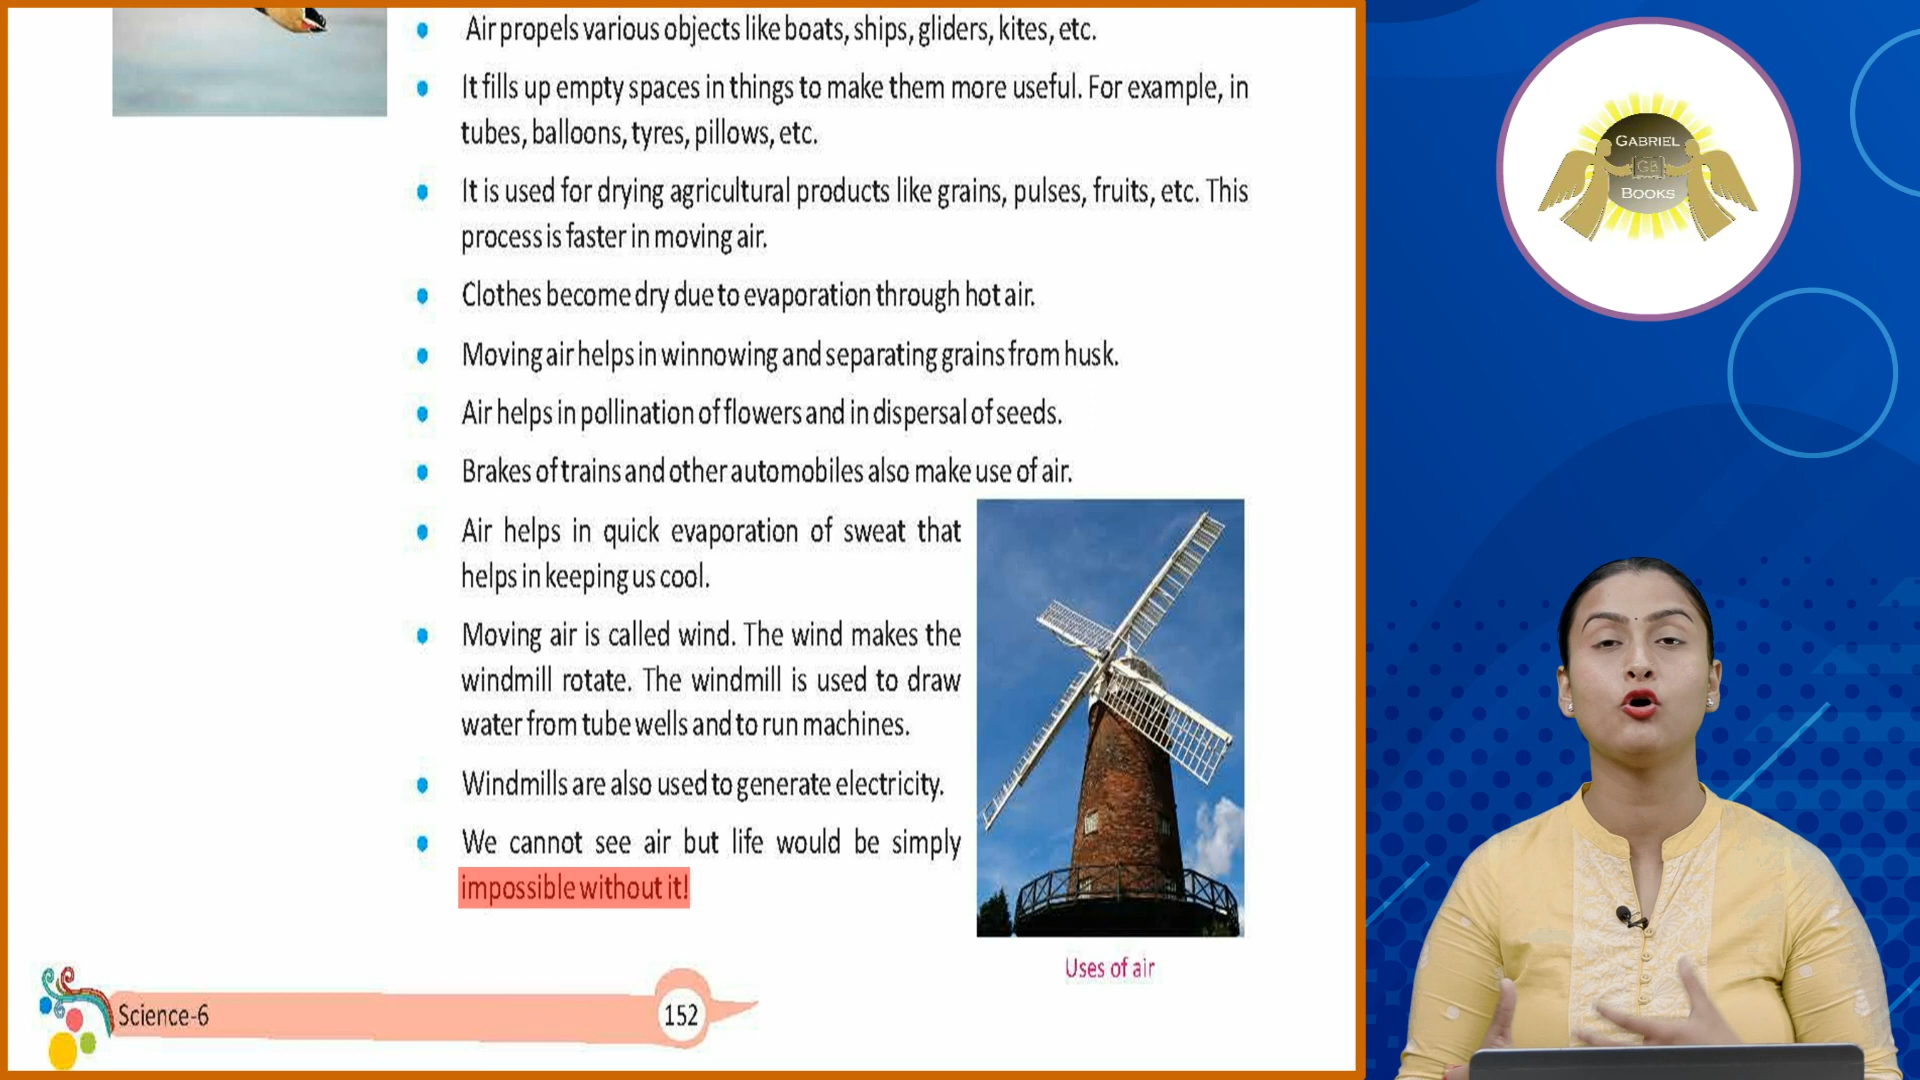 Air propels various objects like boats, ships, gliders, kites, etc.
It fills up empty spaces in things to make them more useful. For example, in
tubes, balloons, tyres, pillows, etc.
It is used for drying agricultural products like grains, pulses, fruits, etc. This
process is faster in moving air.
Clothes become dry due to evaporation through hot air.
Moving air helps in winnowing and separating grains from husk.
Air helps in pollination of flowers and in dispersal of seeds.
Brakes of trains and other automobiles also make use of air.
Air helps in quick evaporation of sweat that
helps in keeping us cool.
Moving air is called wind. The wind makes the
windmill rotate. The windmill is used to draw
water from tube wells and to run machines.
Windmills are also used to generate electricity.
We cannot see air but life would be simply
impossible without it!
Uses of air
Science-6
152
GABRIEL
GB
BOOKS